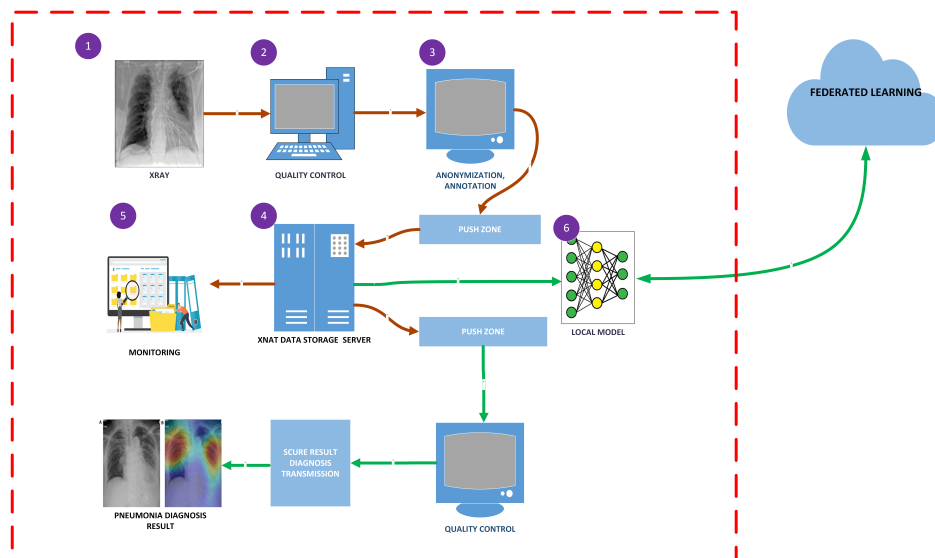 1
2
3
FEDERATED LEARNING
XRAY
QUALITY CONTROL
ANONYMIZATION,
ANNOTATION
5
4
PUSH ZONE
6
MONITORING
XNAT DATA STORAGE SERVER
PUSH ZONE
LOCAL MODEL
A
B
SCURE RESULT
DIAGNOSIS
TRANSMISSION
PNEUMONIA DIAGNOSIS
RESULT
QUALITY CONTROL